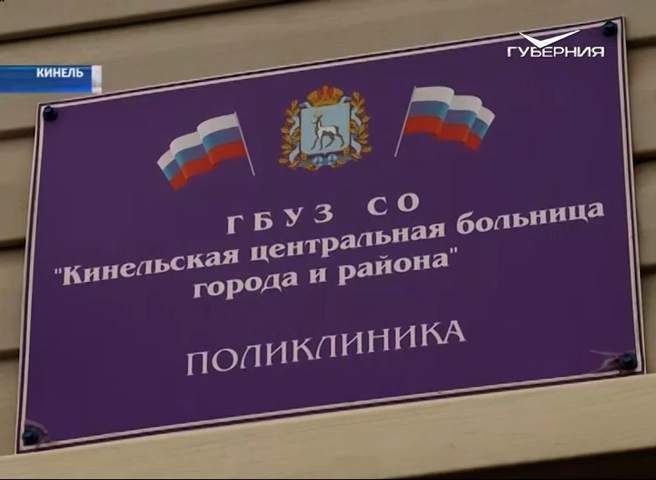 КИНЕЛЬ
ГУБЕРНИЯ
ГБУЗ СО
"Кинельская центральная больница
города и района"
ПОЛИКЛИНИКА